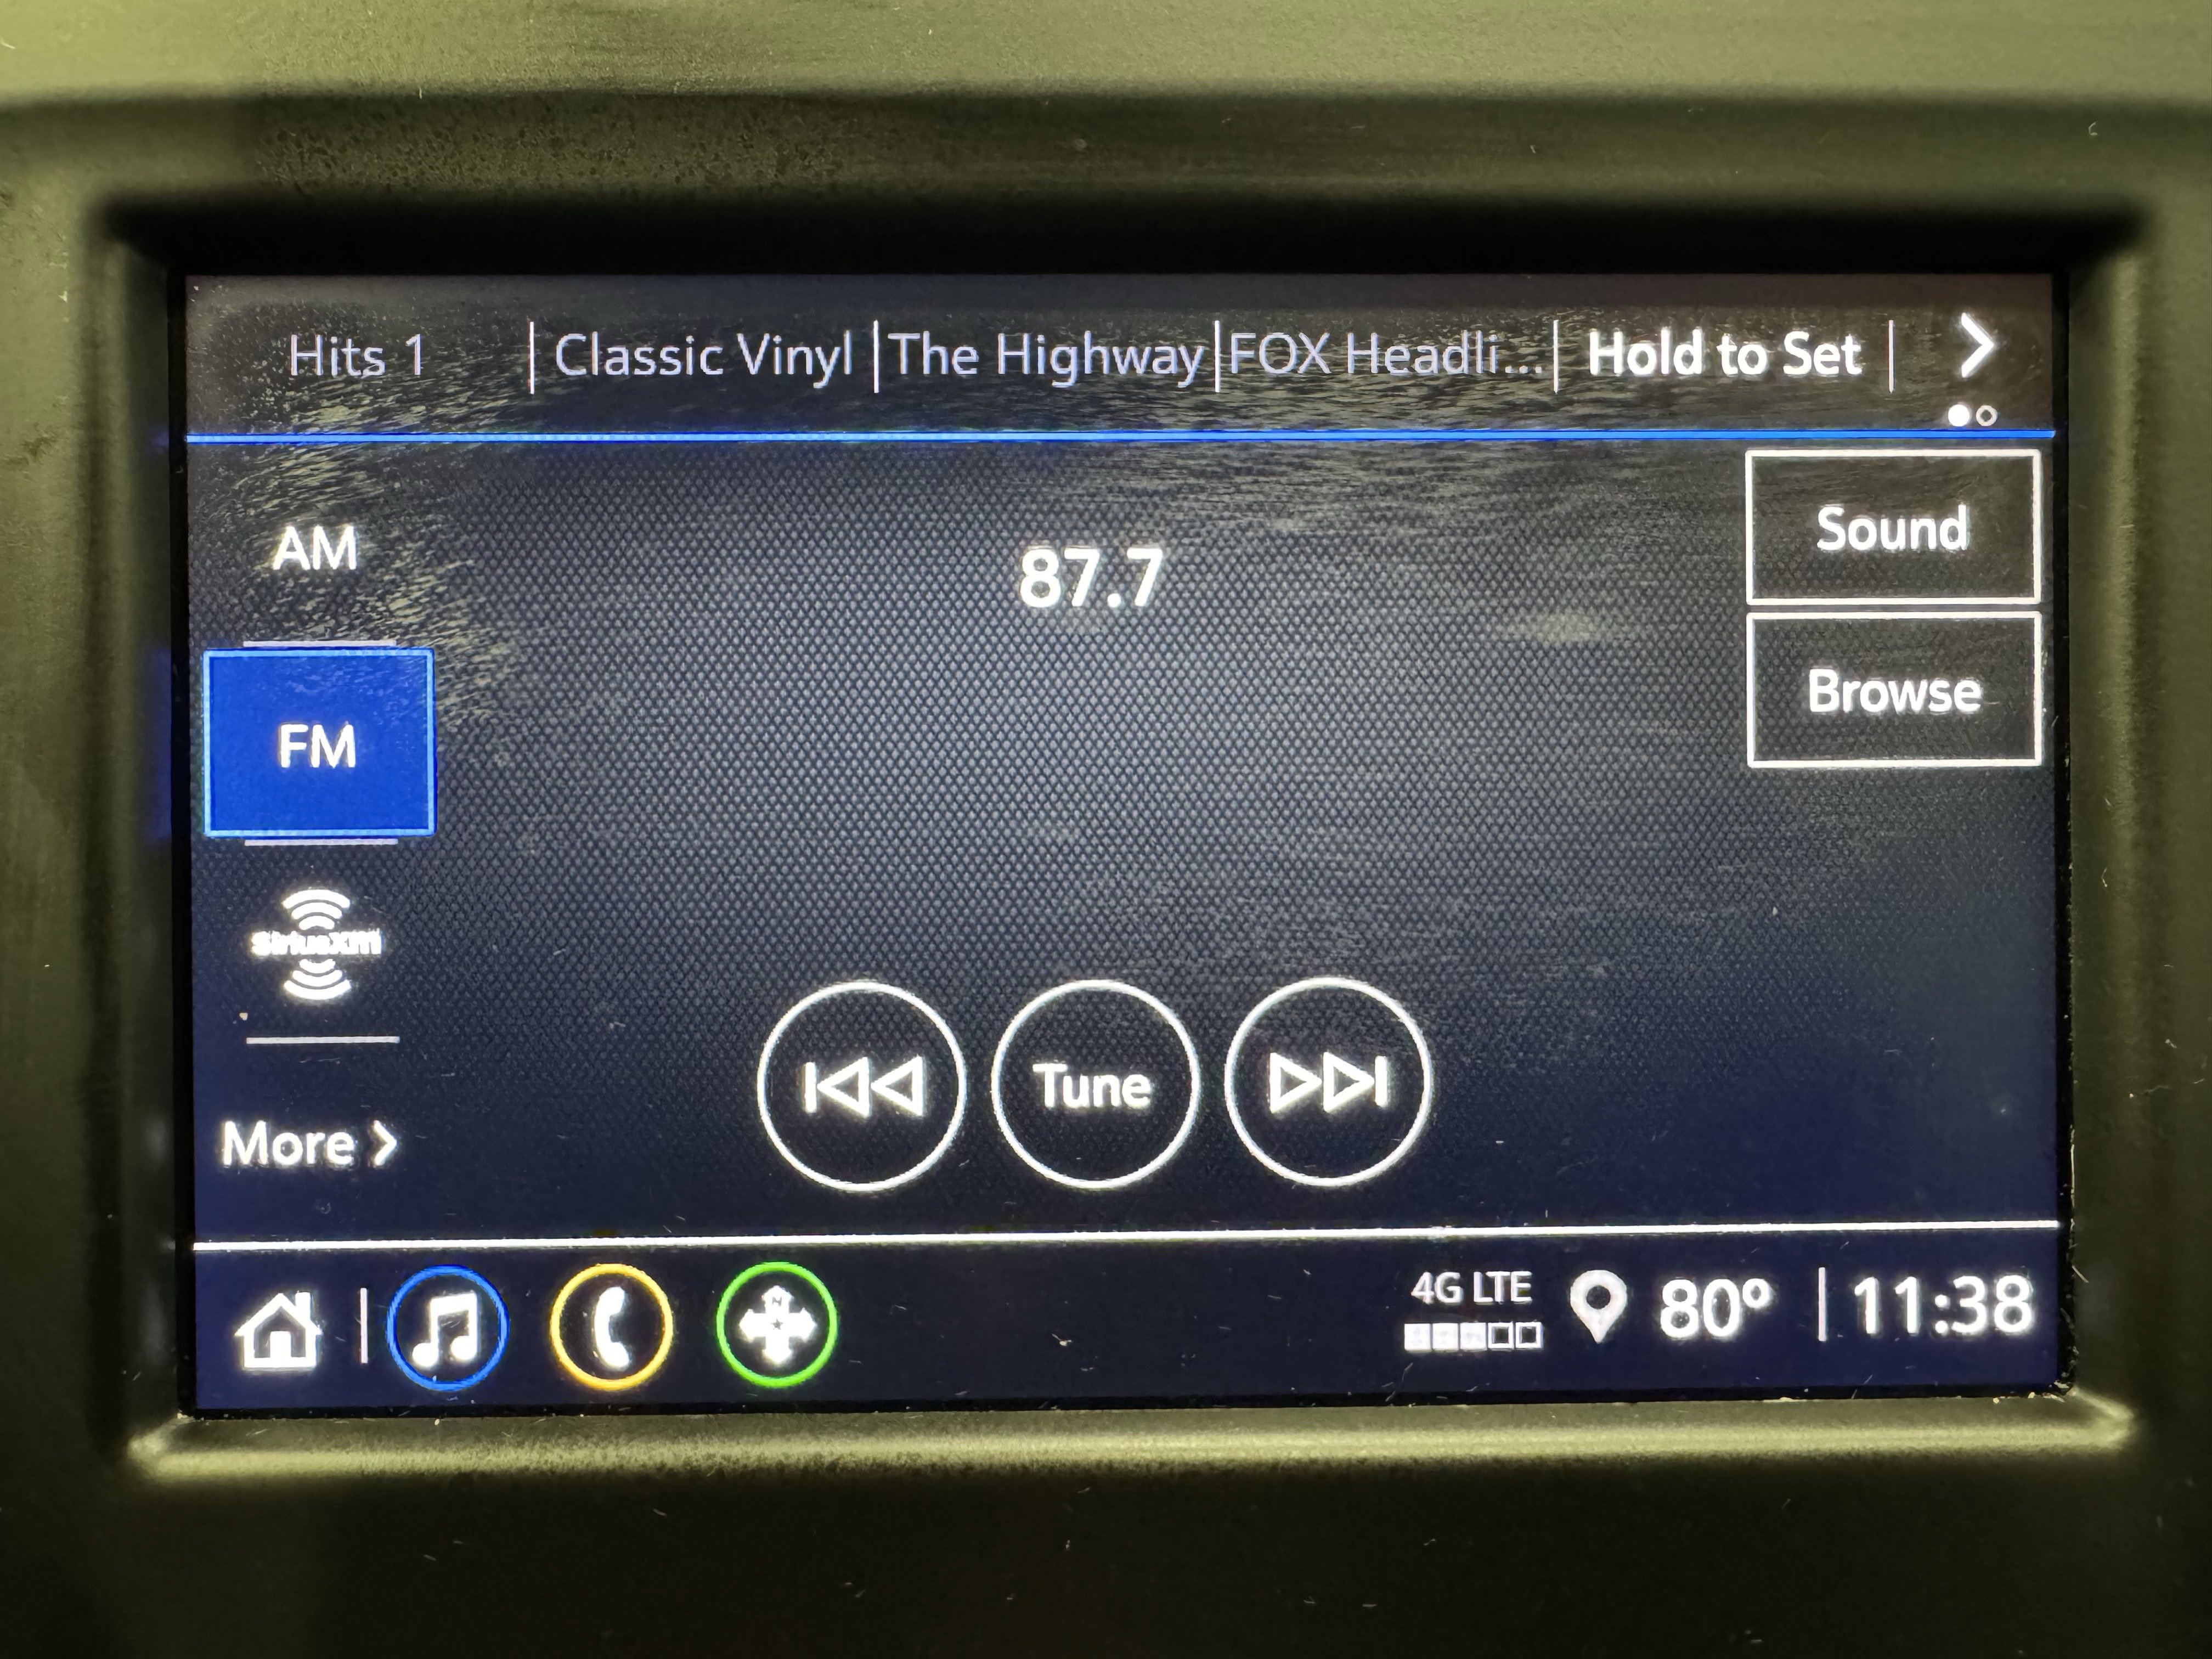 Hits 1 Classic Vinyl The Highway FOX Headli... Hold to Set
AM
87.7
Sound
FM
Browse
siriusxm
Tune
More
4G LTE
80° 11:38